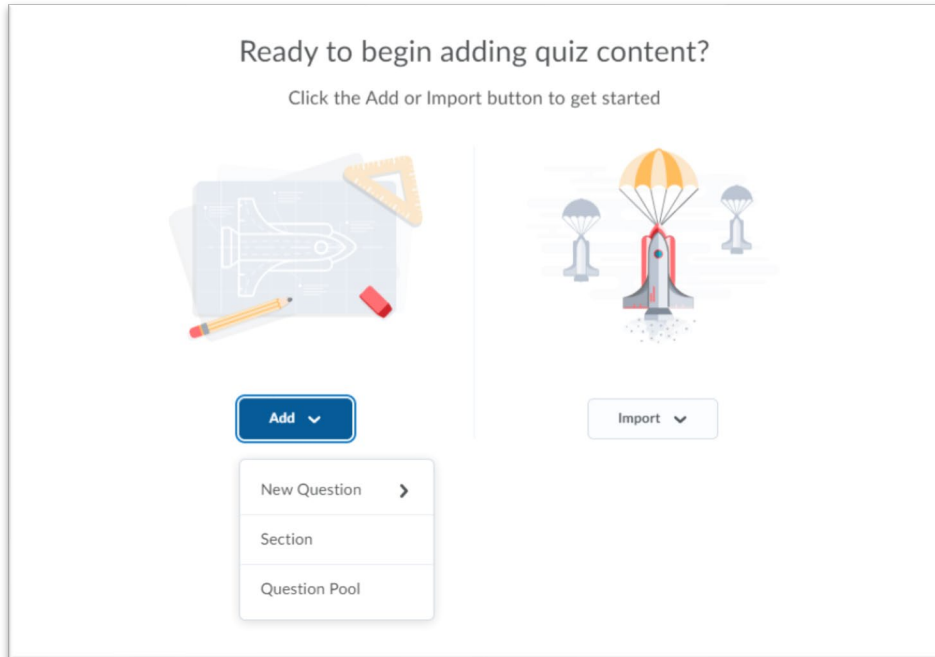 Ready to begin adding quiz content?
Click the Add or Import button to get started
Add
Import
New Question
Section
Question Pool